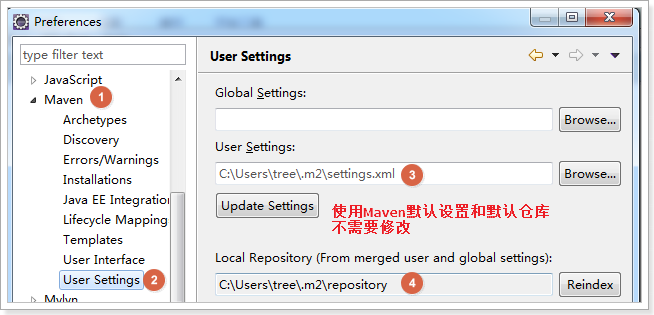 Preferences
type filter text
User Settings
JavaScript
Maven 1
Archetypes
Discovery
Errors/Warnings
Installations
Java EE Integration
Lifecycle Mapping
Templates
User Interface
User Settings 2
Mylyn
Global Settings:
Browse...
User Settings:
C:\Users\tree\.m2\settings.xml 3
Browse...
Update Settings
使用Maven默认设置和默认仓库
不需要修改
Local Repository (From merged user and global settings):
C:\Users\tree\.m2\repository 4
Reindex